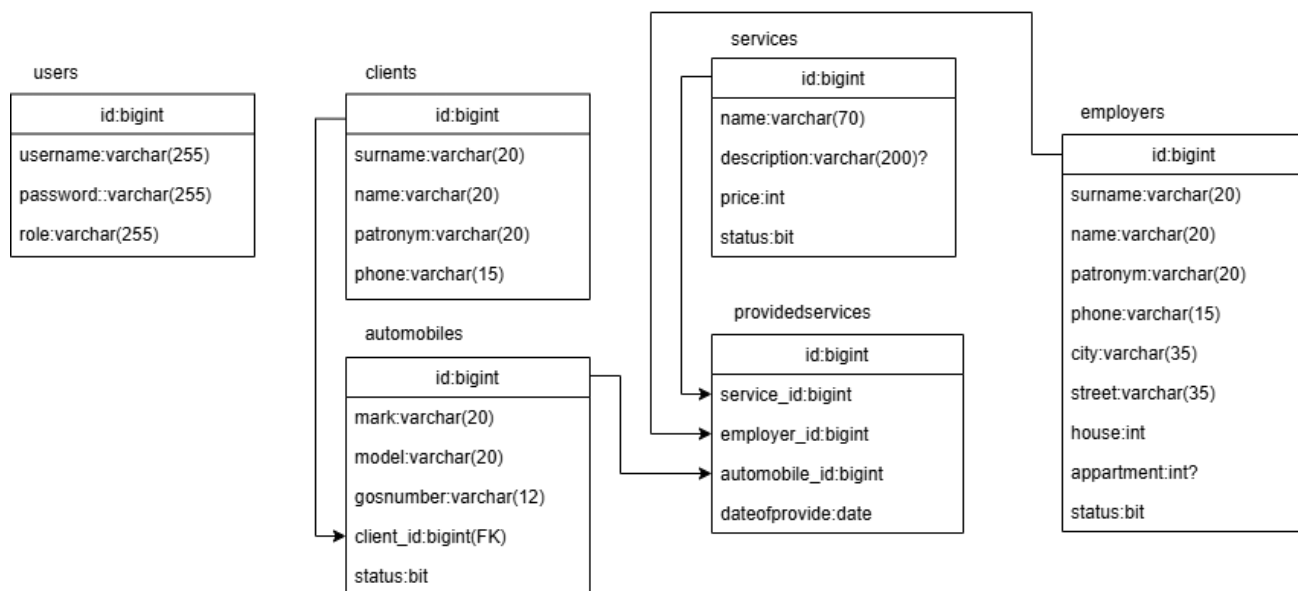 users
id:bigint
username:varchar(255)
password::varchar(255)
role:varchar(255)
clients
id:bigint
surname:varchar(20)
name:varchar(20)
patronym:varchar(20)
phone:varchar(15)
automobiles
id:bigint
mark:varchar(20)
model:varchar(20)
gosnumber:varchar(12)
client_id:bigint(FK)
status:bit
services
id:bigint
name:varchar(70)
description:varchar(200)?
price:int
status:bit
providedservices
id:bigint
service_id:bigint
employer_id:bigint
automobile_id:bigint
dateofprovide:date
employers
id:bigint
surname:varchar(20)
name:varchar(20)
patronym:varchar(20)
phone:varchar(15)
city:varchar(35)
street:varchar(35)
house:int
appartment:int?
status:bit